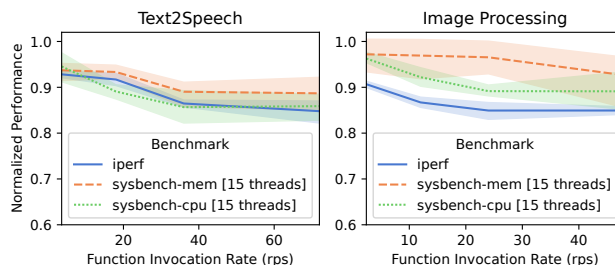 Text2Speech
Image Processing
Normalized Performance
1.0
0.9
0.8
0.7
0.6
Benchmark
iperf
sysbench-mem [15 threads]
sysbench-cpu [15 threads]
20
40
60
Function Invocation Rate (rps)
1.0
0.9
0.8
0.7
0.6
Benchmark
iperf
sysbench-mem [15 threads]
sysbench-cpu [15 threads]
10
20
30
40
Function Invocation Rate (rps)